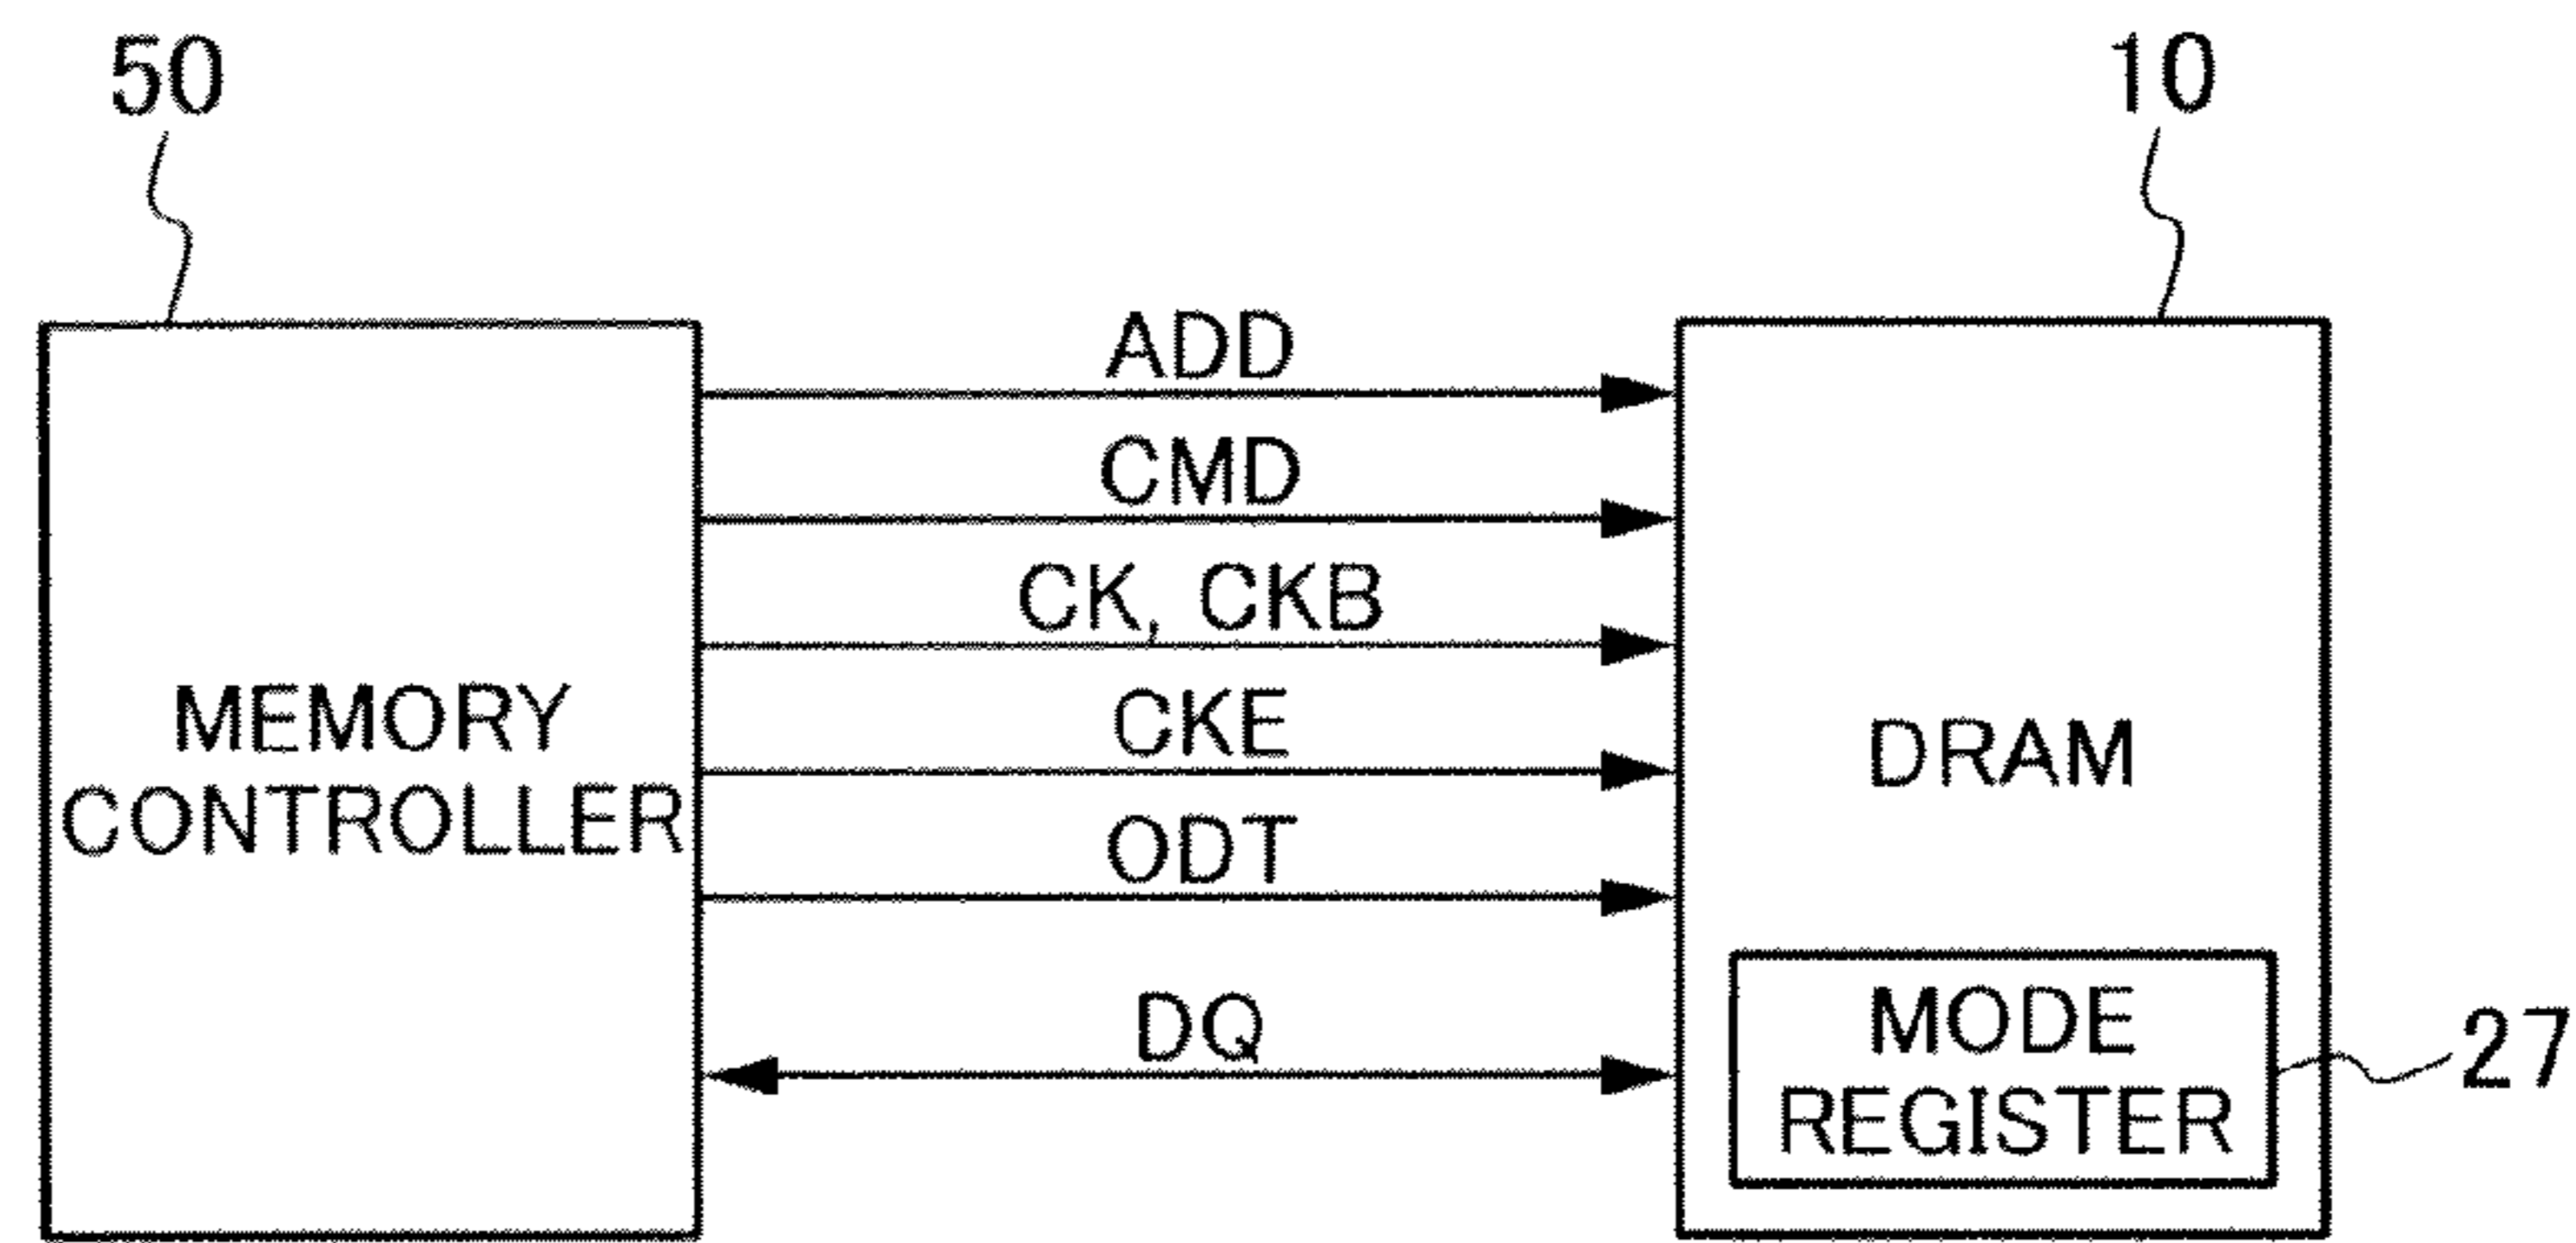 50
10
ADD
CMD
CK, CKB
CKE
ODT
DQ
MEMORY
CONTROLLER
DRAM
MODE
REGISTER
27